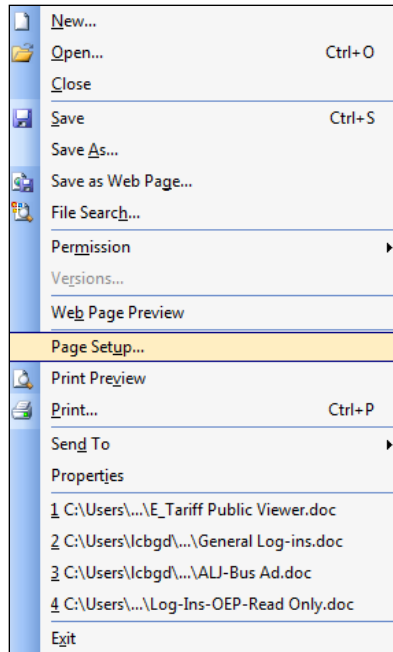 New...
Open... Ctrl+O
Close
Save Ctrl+S
Save As...
Save as Web Page...
File Search...
Permission
Versions...
Web Page Preview
Page Setup...
Print Preview
Print... Ctrl+P
Send To
Properties
1 C:\Users\...\E_Tariff Public Viewer.doc
2 C:\Users\lcbgd\...\General Log-ins.doc
3 C:\Users\lcbgd\...\ALJ-Bus Ad.doc
4 C:\Users\...\Log-Ins-OEP-Read Only.doc
Exit